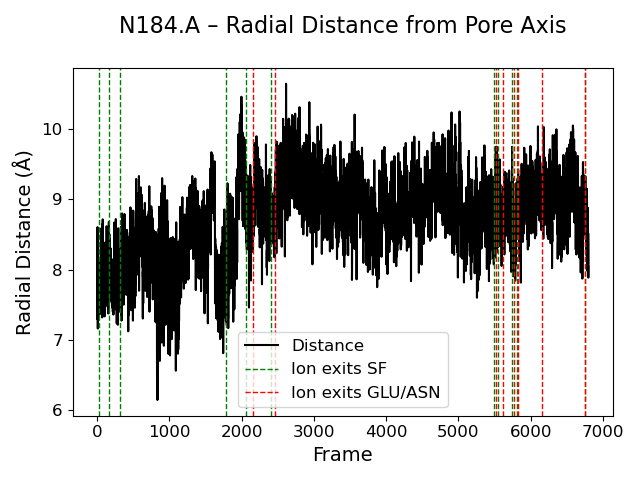 N184.A – Radial Distance from Pore Axis
Radial Distance (Å)
10
9
8
7
6
Distance
Ion exits SF
Ion exits GLU/ASN
0 1000 2000 3000 4000 5000 6000 7000
Frame